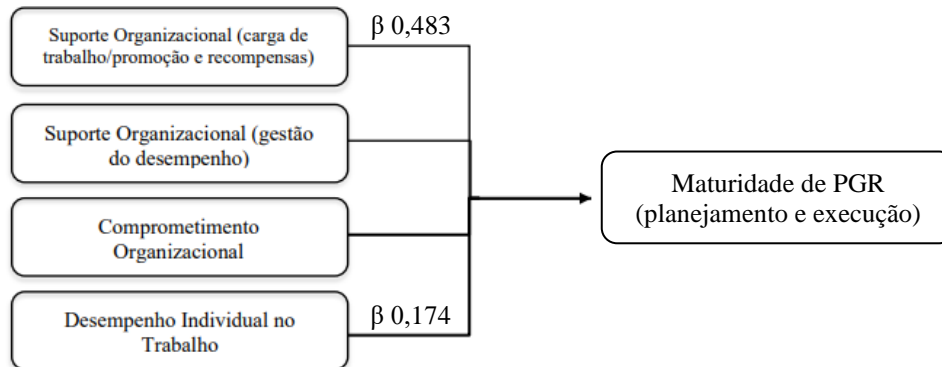 Suporte Organizacional (carga de
trabalho/promoção e recompensas)
β 0,483
Suporte Organizacional (gestão
do desempenho)
Comprometimento
Organizacional
Desempenho Individual no
Trabalho
β 0,174
Maturidade de PGR
(planejamento e execução)